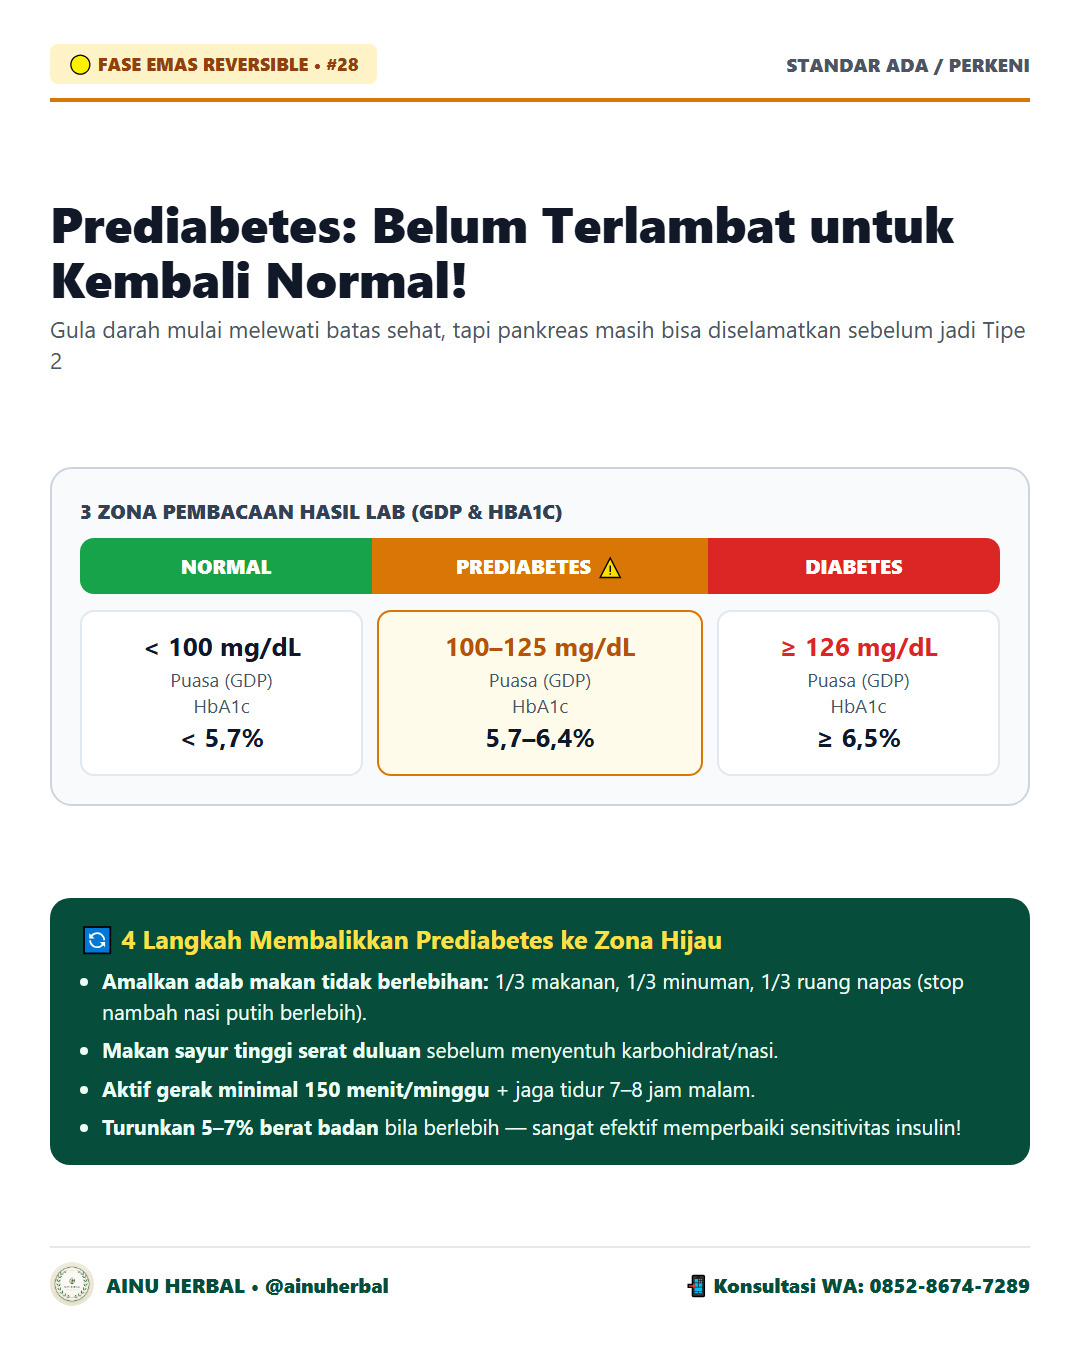 FASE EMAS REVERSIBLE • #28
STANDAR ADA / PERKENI
Prediabetes: Belum Terlambat untuk
Kembali Normal!
Gula darah mulai melewati batas sehat, tapi pankreas masih bisa diselamatkan sebelum jadi Tipe
2
3 ZONA PEMBACAAN HASIL LAB (GDP & HBA1C)
NORMAL
PREDIABETES ⚠
DIABETES
< 100 mg/dL
Puasa (GDP)
HbA1c
< 5,7%
100–125 mg/dL
Puasa (GDP)
HbA1c
5,7–6,4%
≥ 126 mg/dL
Puasa (GDP)
HbA1c
≥ 6,5%
4 Langkah Membalikkan Prediabetes ke Zona Hijau
• Amalkan adab makan tidak berlebihan: 1/3 makanan, 1/3 minuman, 1/3 ruang napas (stop
nambah nasi putih berlebih).
• Makan sayur tinggi serat duluan sebelum menyentuh karbohidrat/nasi.
• Aktif gerak minimal 150 menit/minggu + jaga tidur 7–8 jam malam.
• Turunkan 5–7% berat badan bila berlebih — sangat efektif memperbaiki sensitivitas insulin!
AINU HERBAL • @ainuherbal
Konsultasi WA: 0852-8674-7289